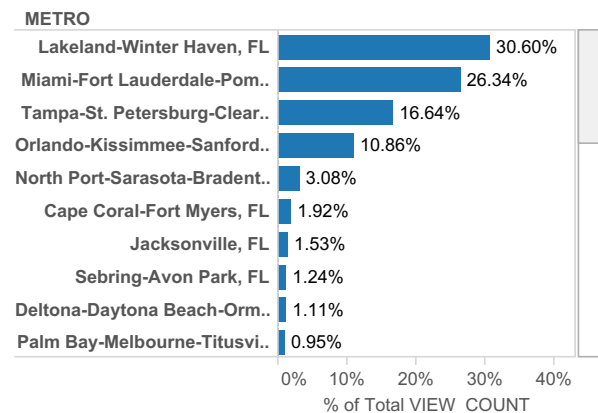 METRO
Lakeland-Winter Haven, FL 30.60%
Miami-Fort Lauderdale-Pom.. 26.34%
Tampa-St. Petersburg-Clear.. 16.64%
Orlando-Kissimmee-Sanford.. 10.86%
North Port-Sarasota-Bradent.. 3.08%
Cape Coral-Fort Myers, FL 1.92%
Jacksonville, FL 1.53%
Sebring-Avon Park, FL 1.24%
Deltona-Daytona Beach-Orm.. 1.11%
Palm Bay-Melbourne-Titusvi.. 0.95%
0% 10% 20% 30% 40%
% of Total VIEW_COUNT